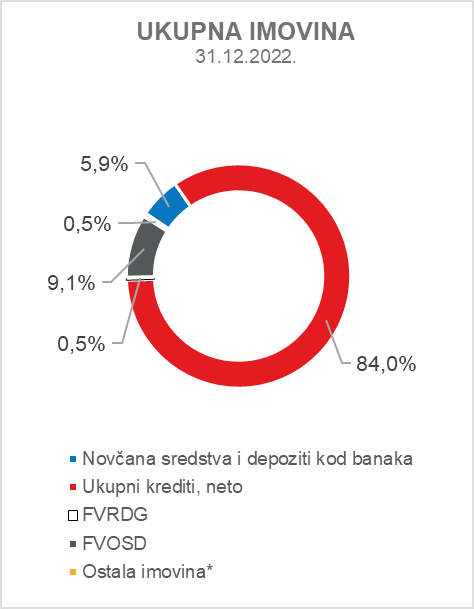 UKUPNA IMOVINA
31.12.2022.
5,9%
0,5%
9,1%
0,5%
84,0%
Novčana sredstva i depoziti kod banaka
Ukupni krediti, neto
FVRDG
FVOSD
Ostala imovina*